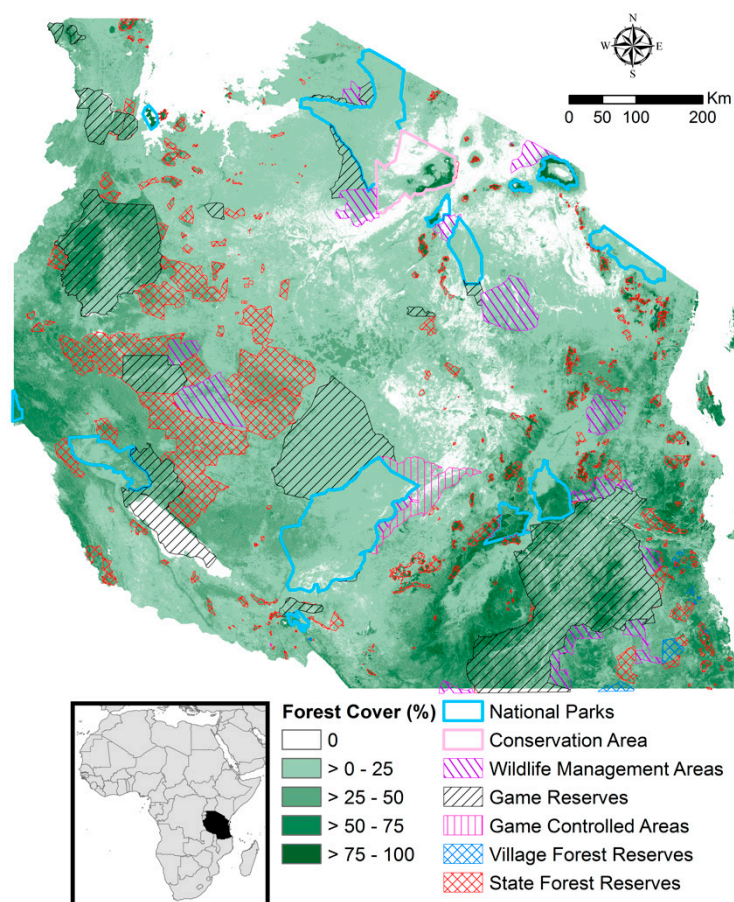 N
W E
S
Km
0 50 100 200
Forest Cover (%)
0
> 0 - 25
> 25 - 50
> 50 - 75
> 75 - 100
National Parks
Conservation Area
Wildlife Management Areas
Game Reserves
Game Controlled Areas
Village Forest Reserves
State Forest Reserves